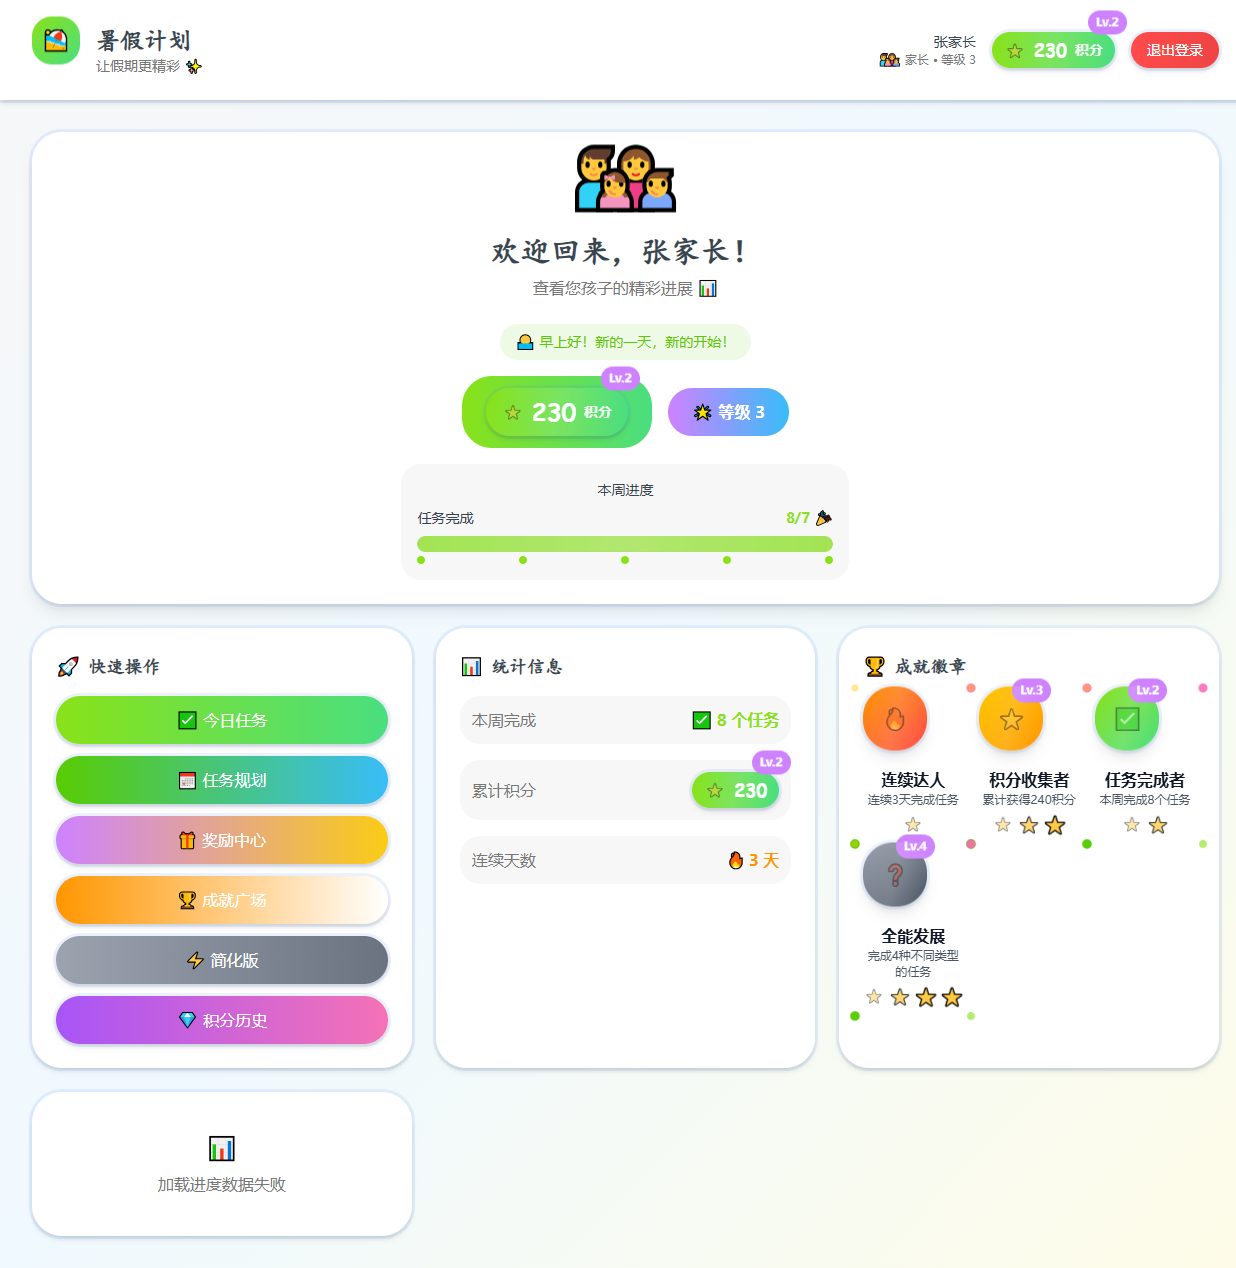 暑假计划
让假期更精彩 ✨
张家长
家长 • 等级 3
Lv.2
230 积分
退出登录
欢迎回来，张家长！
查看您孩子的精彩进展
早上好！新的一天，新的开始！
Lv.2
230 积分
等级 3
本周进度
任务完成
8/7
快速操作
今日任务
任务规划
奖励中心
成就广场
简化版
积分历史
统计信息
本周完成
8 个任务
累计积分
Lv.2
230
连续天数
3 天
成就徽章
连续达人
连续3天完成任务
Lv.3
积分收集者
累计获得240积分
Lv.2
任务完成者
本周完成8个任务
Lv.4
全能发展
完成4种不同类型
的任务
加载进度数据失败